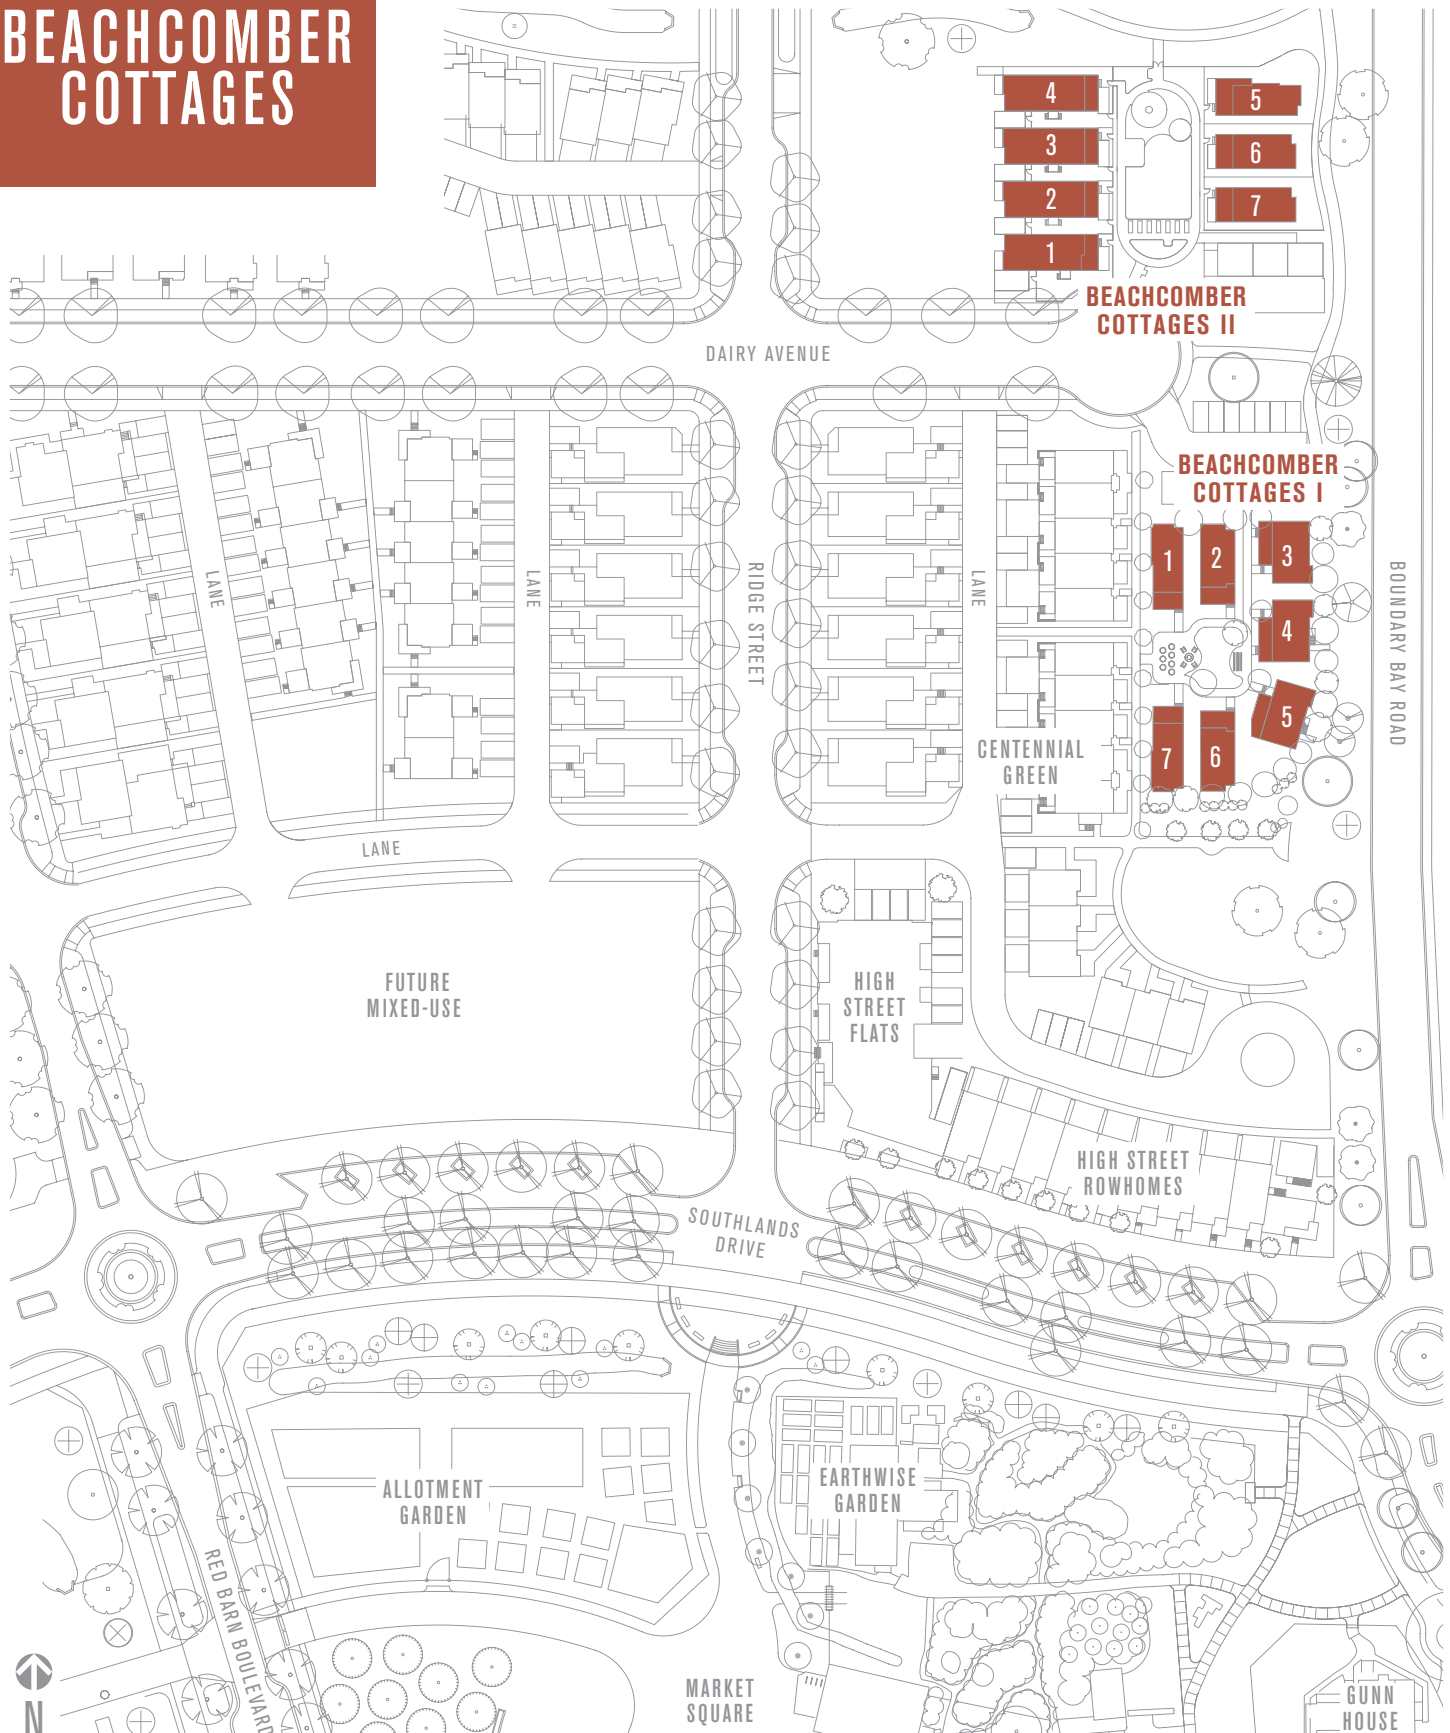 BEACHCOMBER
COTTAGES
4
3
2
1
5
6
7
BEACHCOMBER
COTTAGES II
DAIRY AVENUE
BEACHCOMBER
COTTAGES I
1
2
3
4
5
6
7
LANE
LANE
RIDGE STREET
LANE
BOUNDARY BAY ROAD
CENTENNIAL
GREEN
LANE
FUTURE
MIXED-USE
HIGH
STREET
FLATS
HIGH STREET
ROWHOMES
SOUTHLANDS
DRIVE
ALLOTMENT
GARDEN
EARTHWISE
GARDEN
RED BARN BOULEVARD
MARKET
SQUARE
GUNN
HOUSE
N